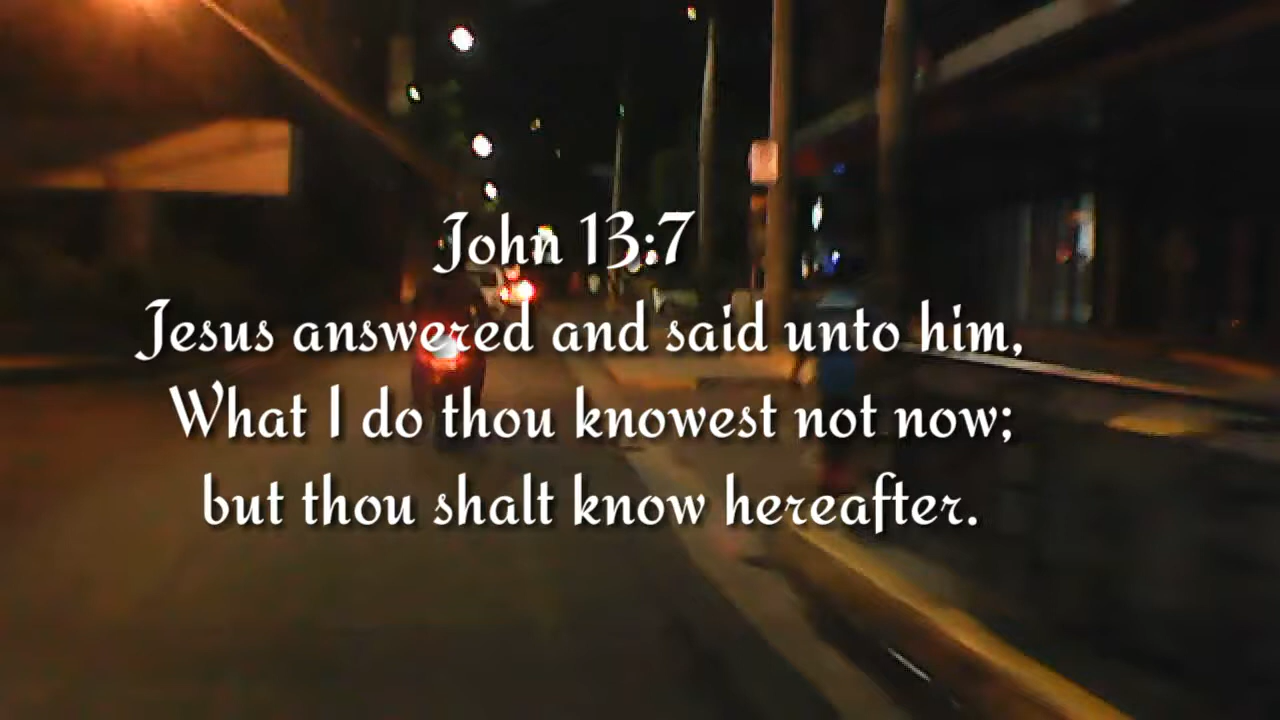 John 13:7
Jesus answered and said unto him,
What I do thou knowest not now;
but thou shalt know hereafter.